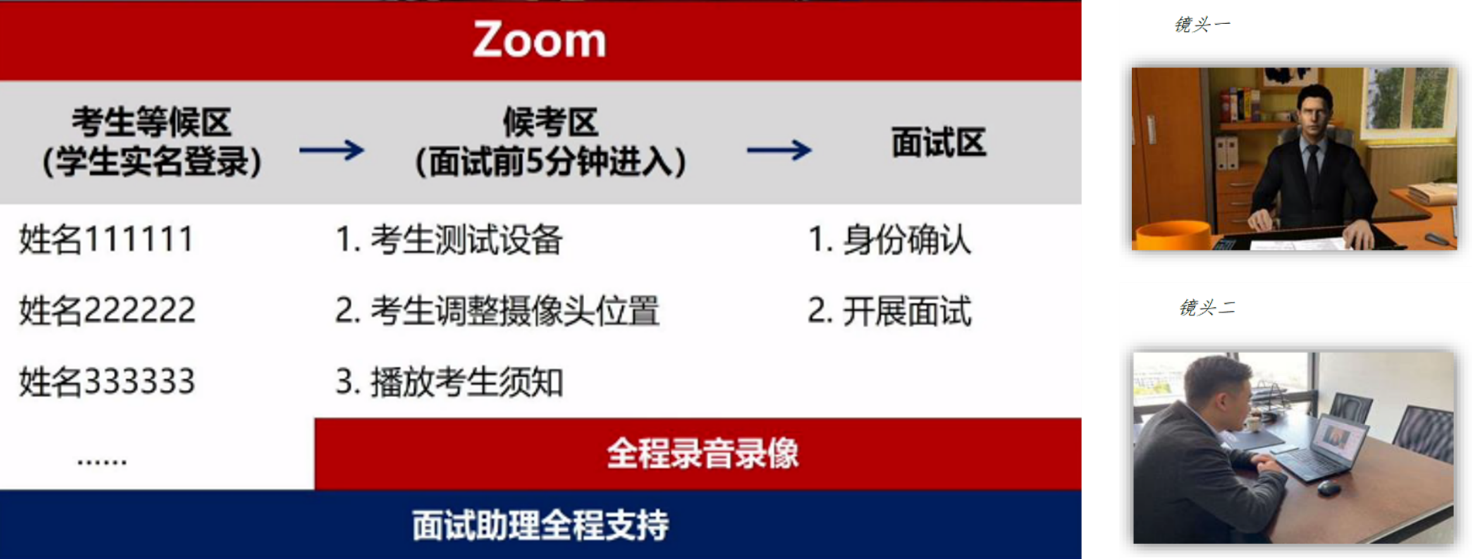 Zoom
考生等候区
（学生实名登录）
候考区
（面试前5分钟进入）
面试区
姓名111111
姓名222222
姓名333333
……
1. 考生测试设备
2. 考生调整摄像头位置
3. 播放考生须知
1. 身份确认
2. 开展面试
全程录音录像
面试助理全程支持
镜头一
镜头二